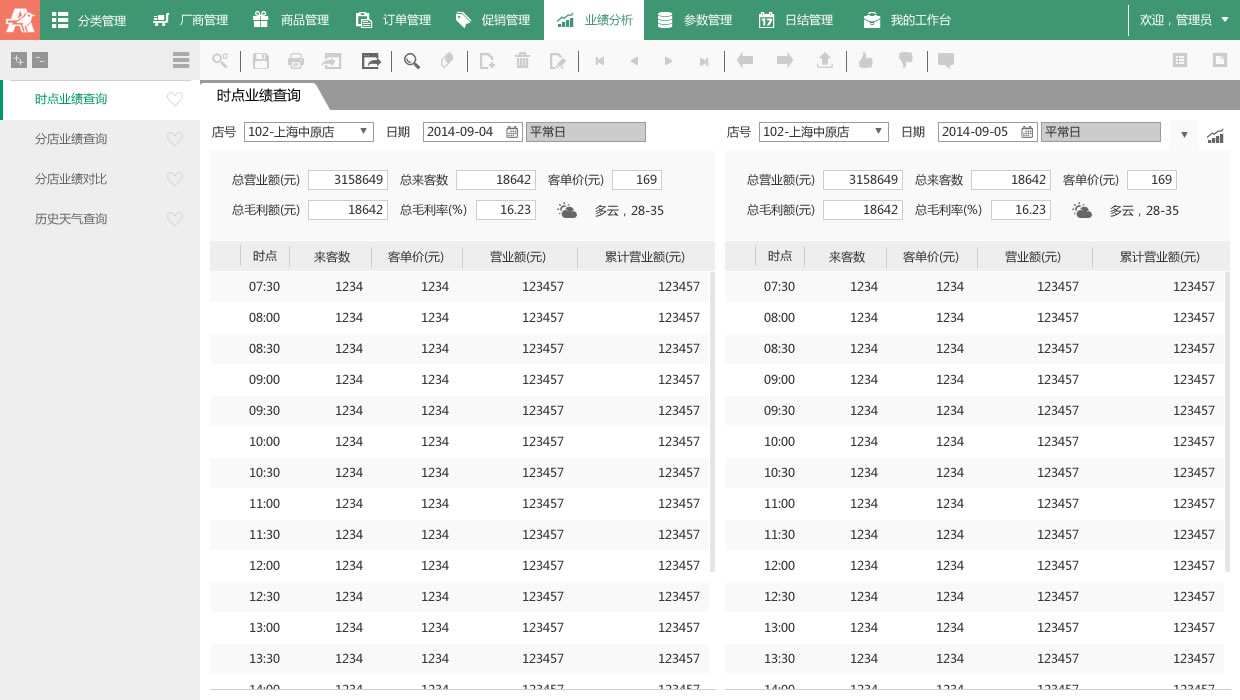 分类管理 厂商管理 商品管理 订单管理 促销管理 业绩分析 参数管理 日结管理 我的工作台 欢迎，管理员
时点业绩查询
分店业绩查询
分店业绩对比
历史天气查询
时点业绩查询
店号 102-上海中原店 日期 2014-09-04 平常日
总营业额(元) 3158649 总来客数 18642 客单价(元) 169
总毛利额(元) 18642 总毛利率(%) 16.23 多云，28-35
时点 来客数 客单价(元) 营业额(元) 累计营业额(元)
07:30 1234 1234 123457 123457
08:00 1234 1234 123457 123457
08:30 1234 1234 123457 123457
09:00 1234 1234 123457 123457
09:30 1234 1234 123457 123457
10:00 1234 1234 123457 123457
10:30 1234 1234 123457 123457
11:00 1234 1234 123457 123457
11:30 1234 1234 123457 123457
12:00 1234 1234 123457 123457
12:30 1234 1234 123457 123457
13:00 1234 1234 123457 123457
13:30 1234 1234 123457 123457
14:00 1234 1234 123457 123457
店号 102-上海中原店 日期 2014-09-05 平常日
总营业额(元) 3158649 总来客数 18642 客单价(元) 169
总毛利额(元) 18642 总毛利率(%) 16.23 多云，28-35
时点 来客数 客单价(元) 营业额(元) 累计营业额(元)
07:30 1234 1234 123457 123457
08:00 1234 1234 123457 123457
08:30 1234 1234 123457 123457
09:00 1234 1234 123457 123457
09:30 1234 1234 123457 123457
10:00 1234 1234 123457 123457
10:30 1234 1234 123457 123457
11:00 1234 1234 123457 123457
11:30 1234 1234 123457 123457
12:00 1234 1234 123457 123457
12:30 1234 1234 123457 123457
13:00 1234 1234 123457 123457
13:30 1234 1234 123457 123457
14:00 1234 1234 123457 123457